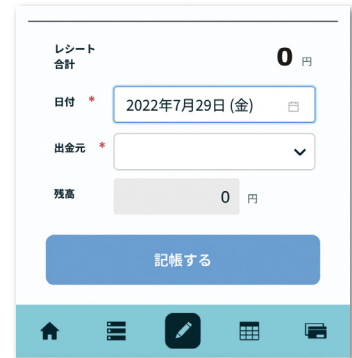 レシート
合計
0 円
日付 *
2022年7月29日 (金)
出金元 *
残高
0 円
記帳する